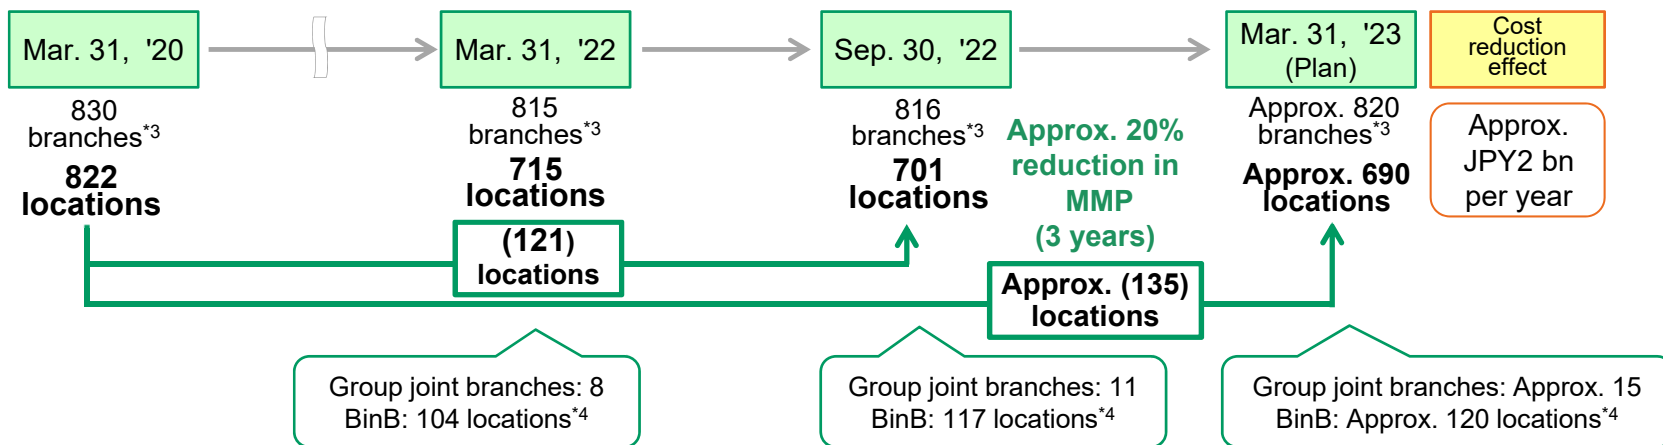 Mar. 31, '20
Mar. 31, '22
Sep. 30, '22
Mar. 31, '23
(Plan)
Cost
reduction
effect
830
branches*3
822
locations
815
branches*3
715
locations
816
branches*3
701
locations
Approx. 20%
reduction in
MMP
(3 years)
Approx. 820
branches*3
Approx. 690
locations
Approx.
JPY2 bn
per year
(121)
locations
Approx. (135)
locations
Group joint branches: 8
BinB: 104 locations*4
Group joint branches: 11
BinB: 117 locations*4
Group joint branches: Approx. 15
BinB: Approx. 120 locations*4